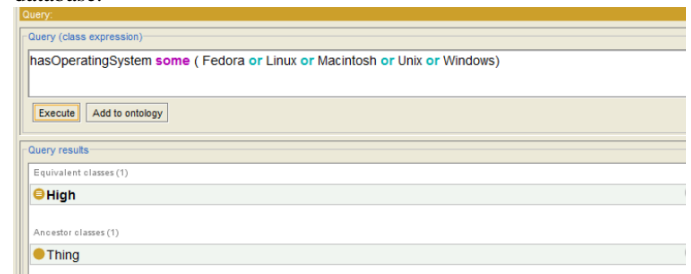 Query:
Query (class expression)
hasOperatingSystem some ( Fedora or Linux or Macintosh or Unix or Windows)
Execute Add to ontology
Query results
Equivalent classes (1)
High
Ancestor classes (1)
Thing